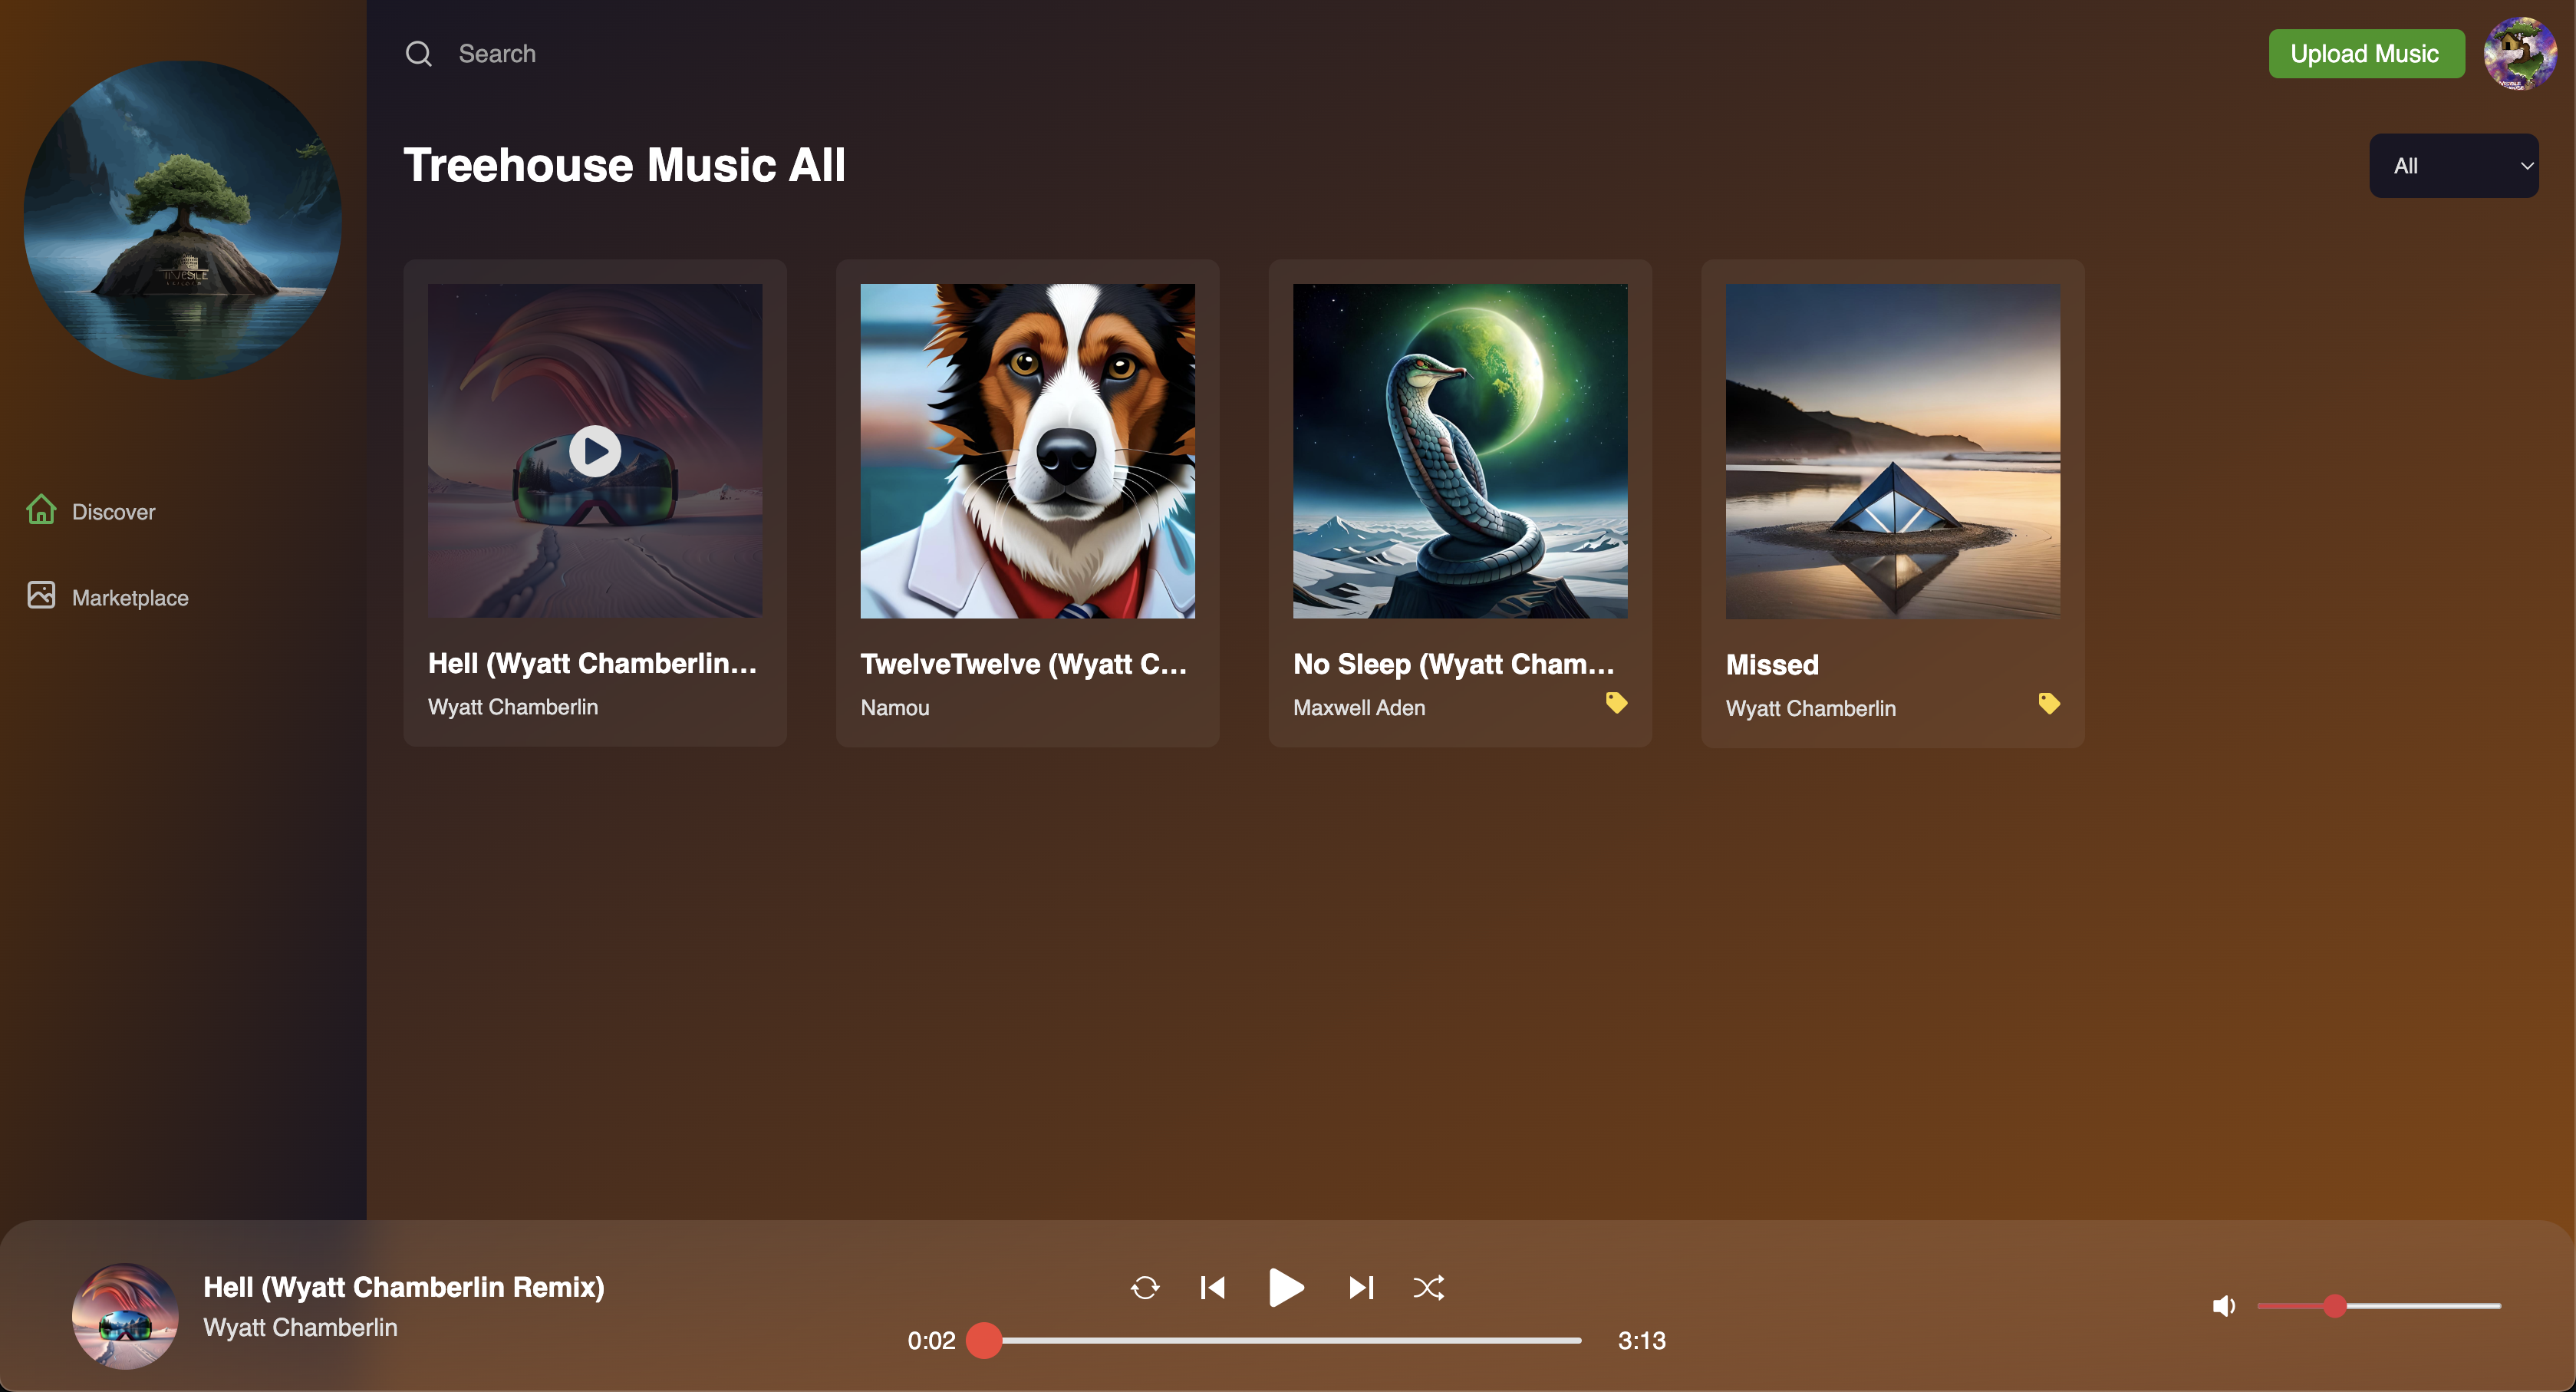 Search
Upload Music
Treehouse Music All
All
Discover
Marketplace
Hell (Wyatt Chamberlin...
Wyatt Chamberlin
TwelveTwelve (Wyatt C...
Namou
No Sleep (Wyatt Cham...
Maxwell Aden
Missed
Wyatt Chamberlin
Hell (Wyatt Chamberlin Remix)
Wyatt Chamberlin
0:02
3:13